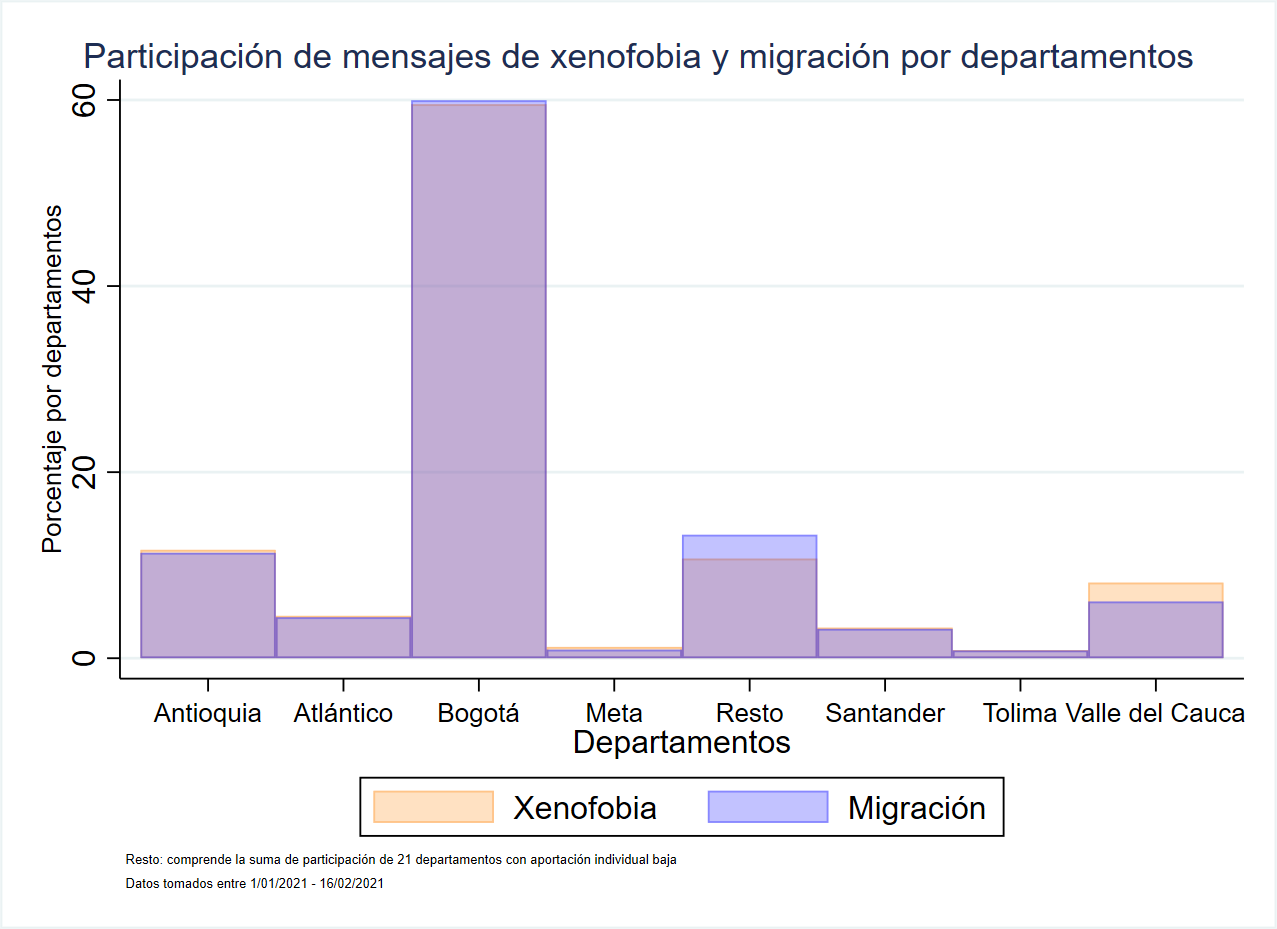 Participación de mensajes de xenofobia y migración por departamentos
Porcentaje por departamentos
60
40
20
0
Antioquia Atlántico Bogotá Meta Resto Santander Tolima Valle del Cauca
Departamentos
Xenofobia Migración
Resto: comprende la suma de participación de 21 departamentos con aportación individual baja
Datos tomados entre 1/01/2021 - 16/02/2021